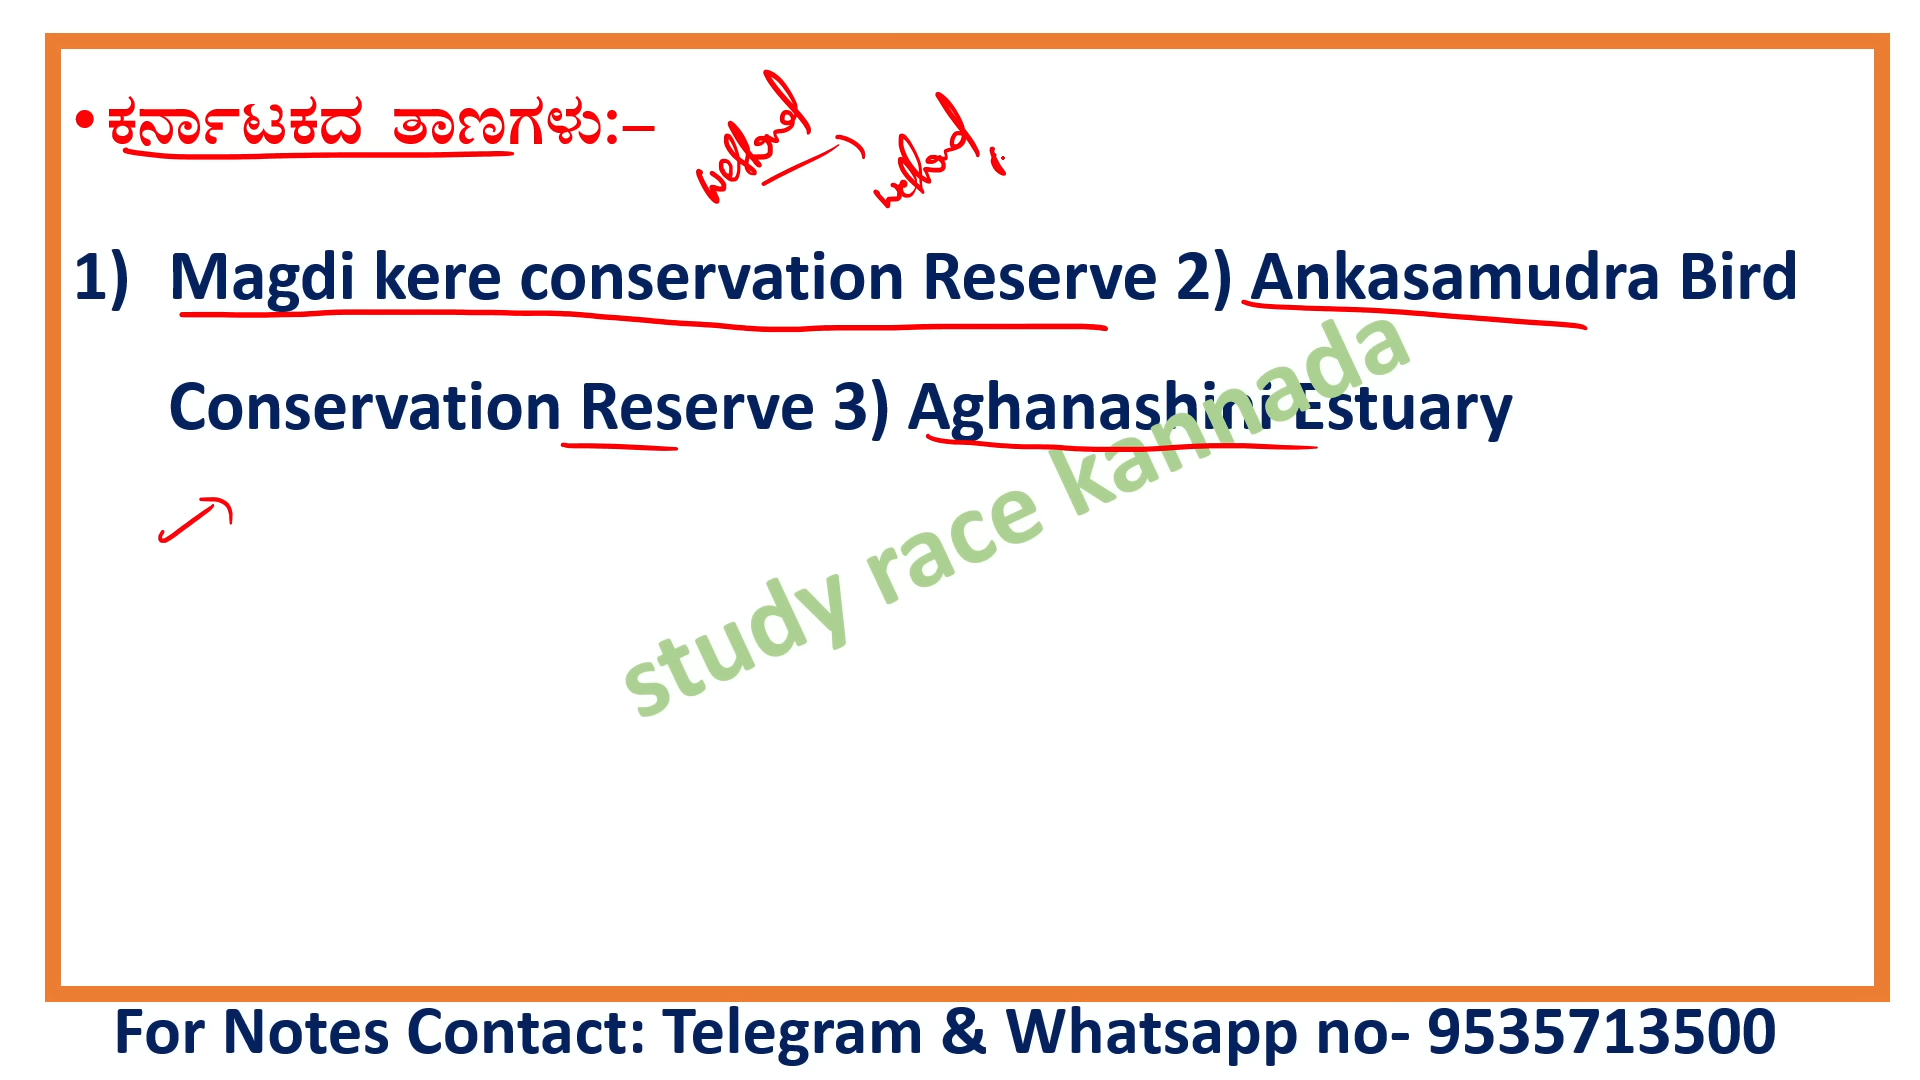 • ಕರ್ನಾಟಕದ ತಾಣಗಳು:–
wetland wetland
1) Magdi kere conservation Reserve 2) Ankasamudra Bird
Conservation Reserve 3) Aghanashini Estuary
study race kannada
For Notes Contact: Telegram & Whatsapp no- 9535713500